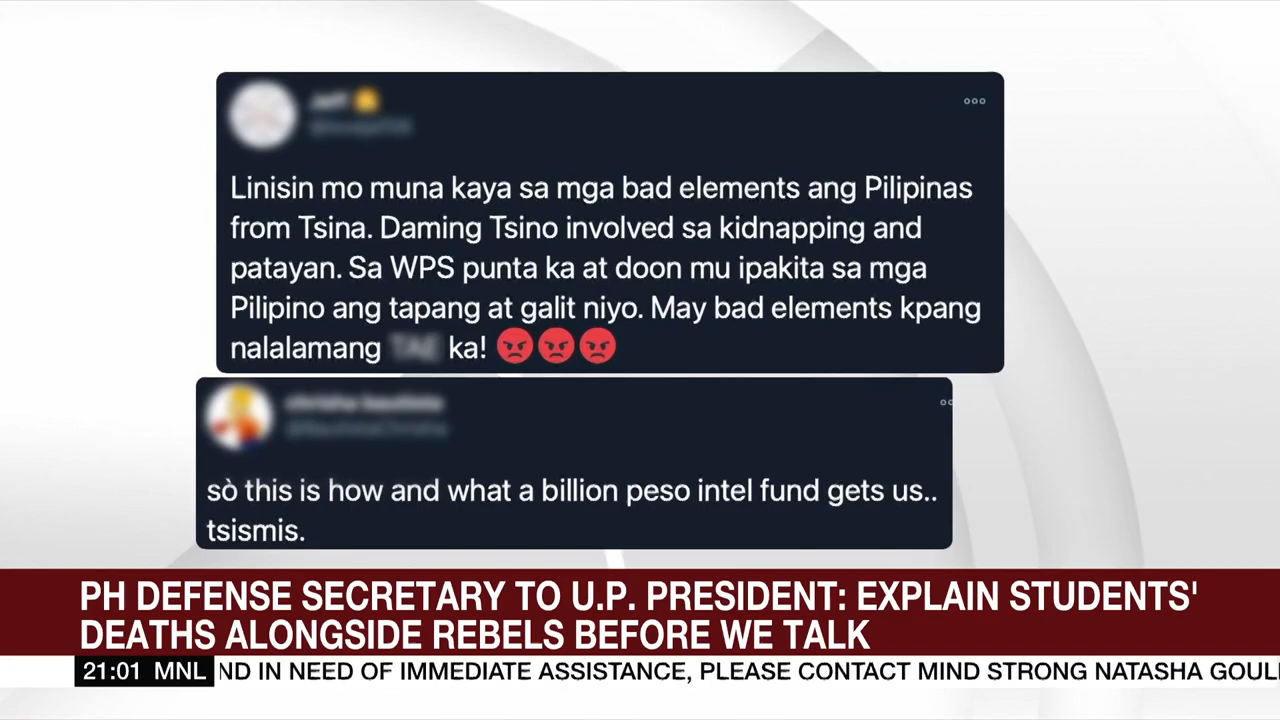 Linisin mo muna kaya sa mga bad elements ang Pilipinas
from Tsina. Daming Tsino involved sa kidnapping and
patayan. Sa WPS punta ka at doon mu ipakita sa mga
Pilipino ang tapang at galit niyo. May bad elements kpang
nalalamang ka! 😡😡😡
sò this is how and what a billion peso intel fund gets us..
tsismis.
PH DEFENSE SECRETARY TO U.P. PRESIDENT: EXPLAIN STUDENTS'
DEATHS ALONGSIDE REBELS BEFORE WE TALK
21:01 MNL ND IN NEED OF IMMEDIATE ASSISTANCE, PLEASE CONTACT MIND STRONG NATASHA GOUL